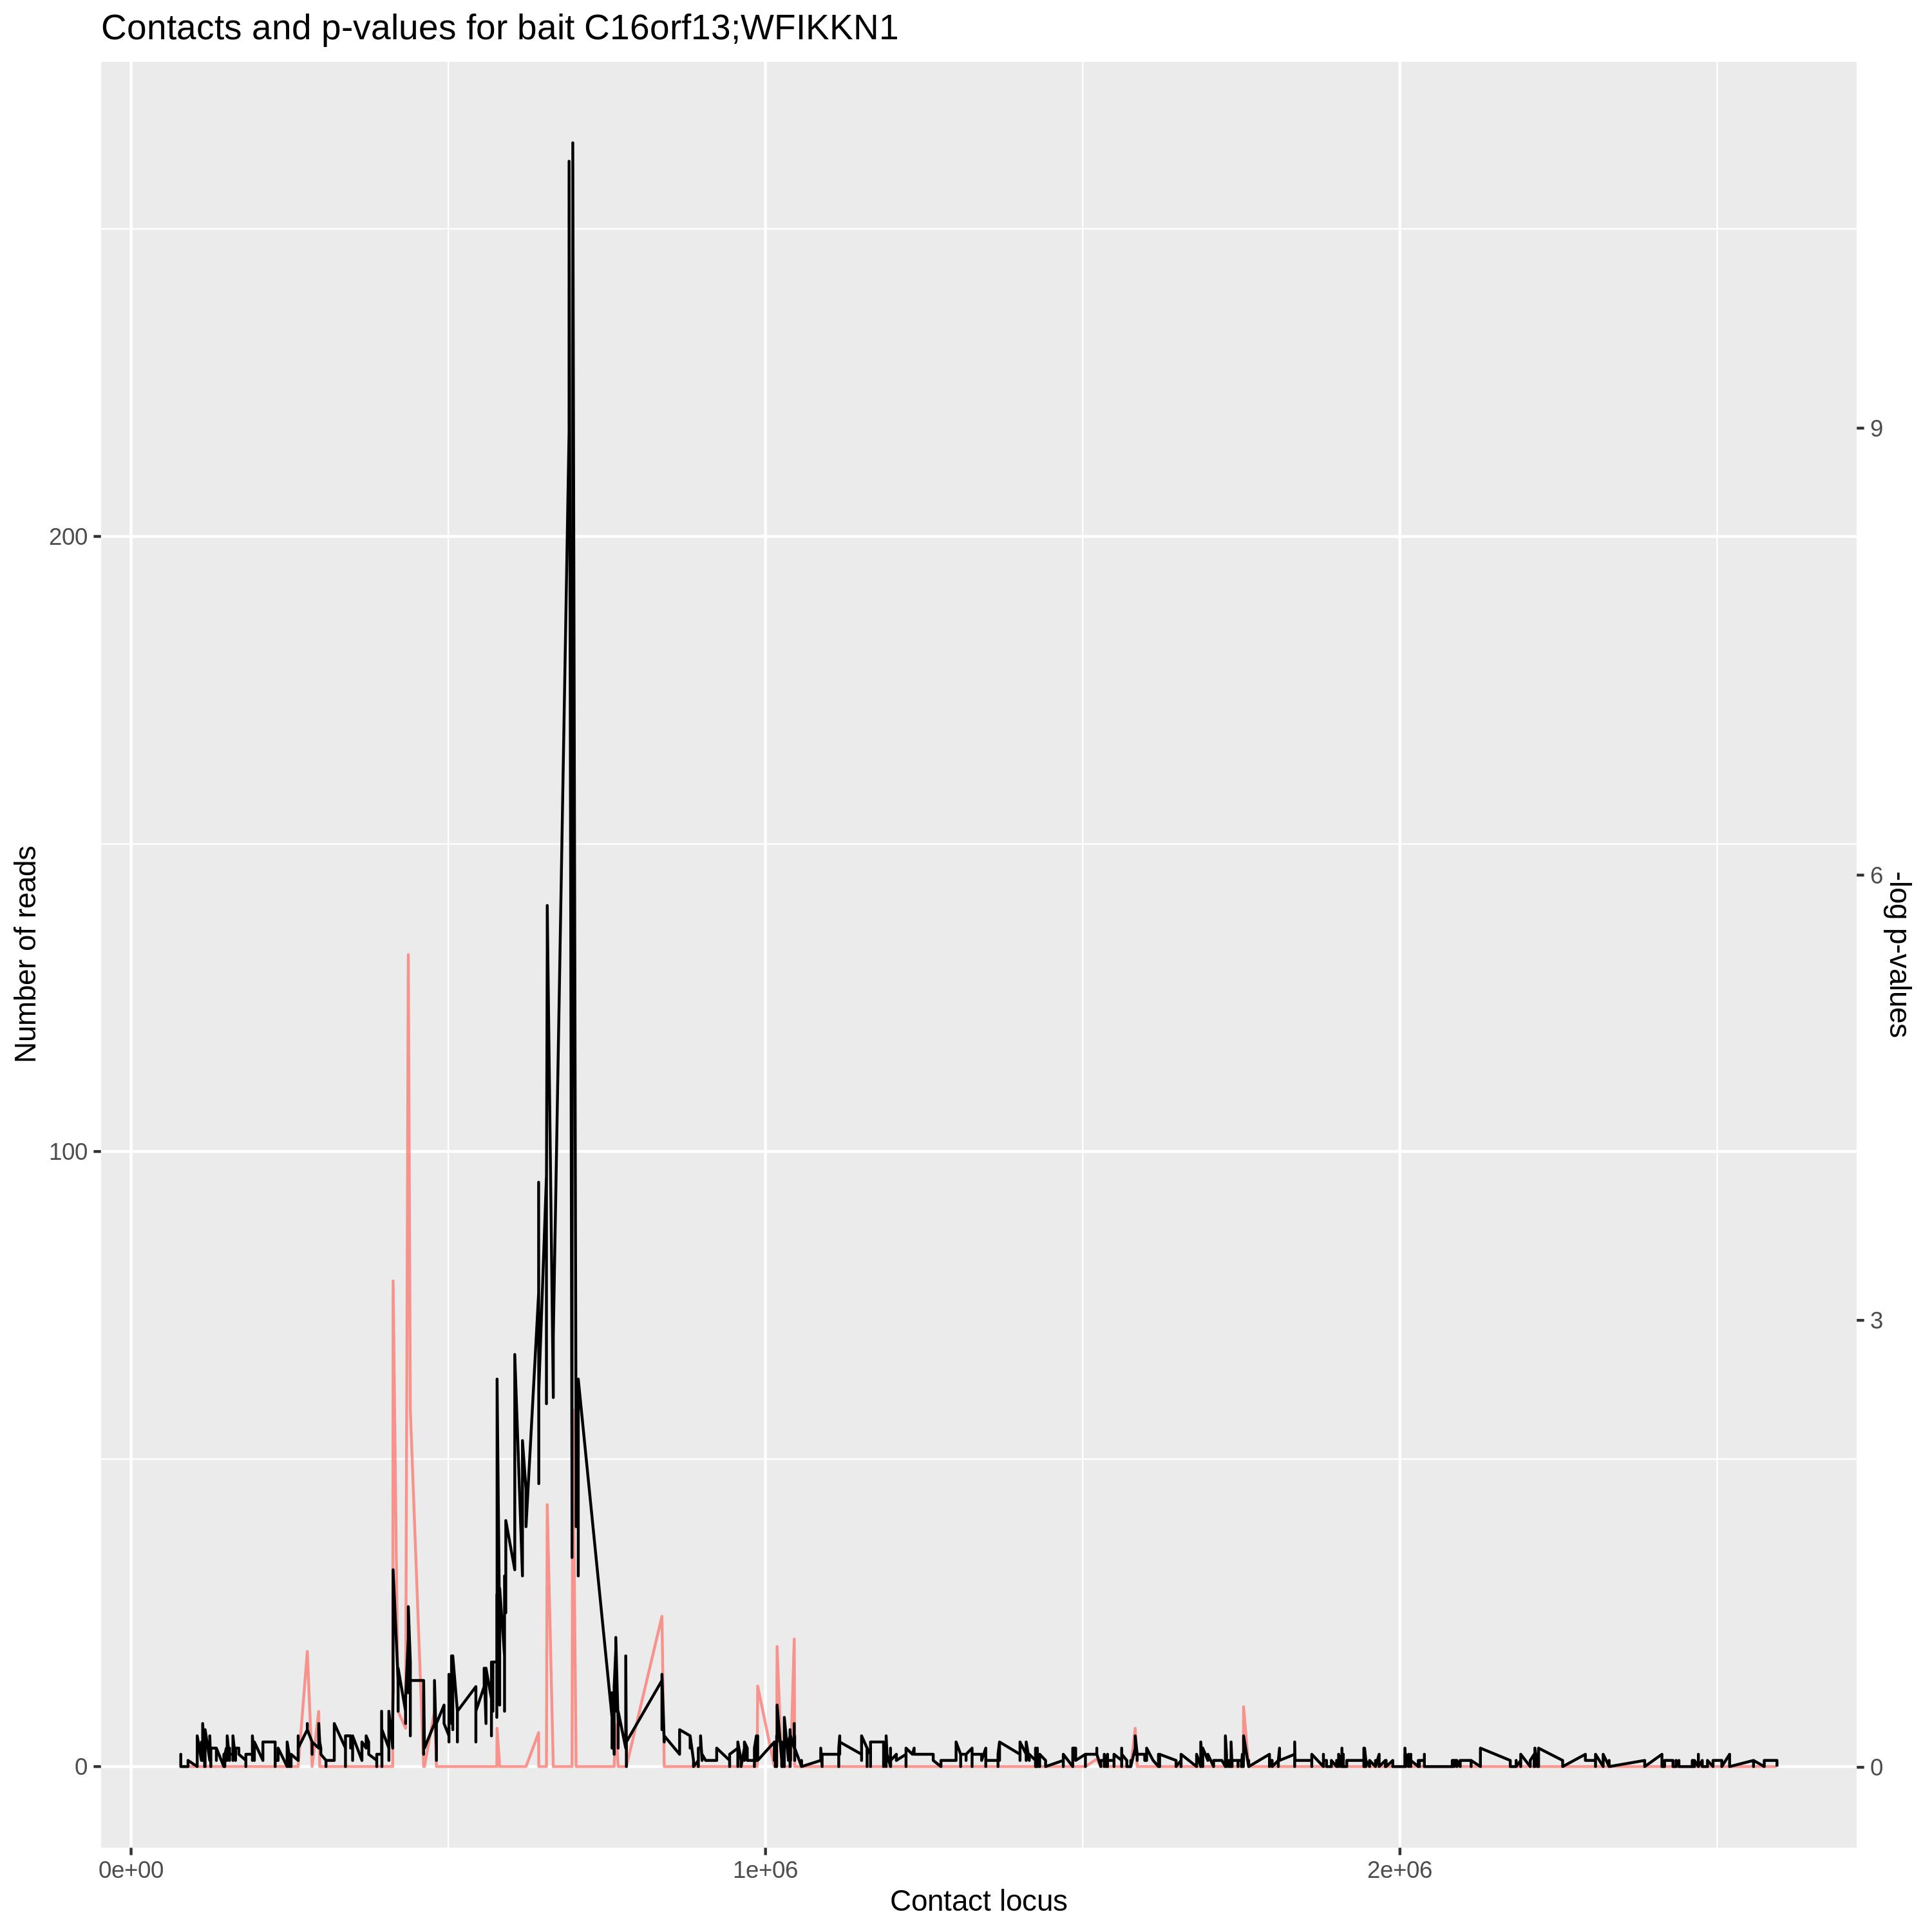 Contacts and p-values for bait C16orf13;WFIKKN1
Number of reads
200
100
0
9
6
3
0
-log p-values
0e+00
1e+06
2e+06
Contact locus